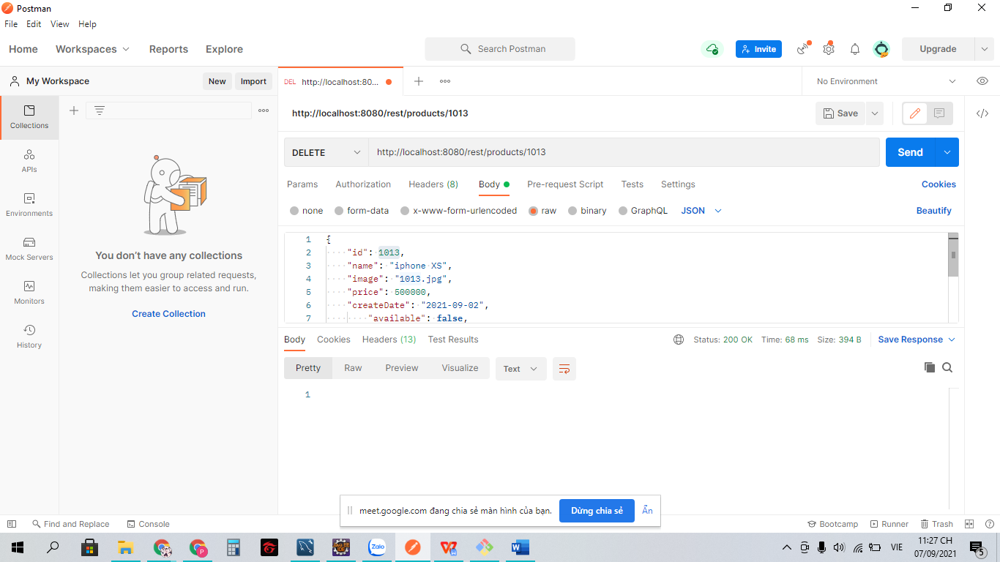 Postman
File Edit View Help
Home Workspaces Reports Explore Search Postman Invite Upgrade
My Workspace New Import DEL http://localhost:80... No Environment
http://localhost:8080/rest/products/1013 Save
Collections
APIs
Environments
Mock Servers
Monitors
History
You don't have any collections
Collections let you group related requests,
making them easier to access and run.
Create Collection
DELETE http://localhost:8080/rest/products/1013 Send
Params Authorization Headers (8) Body Pre-request Script Tests Settings Cookies
none form-data x-www-form-urlencoded raw binary GraphQL JSON Beautify
1 {
2 "id": 1013,
3 "name": "iphone XS",
4 "image": "1013.jpg",
5 "price": 500000,
6 "createDate": "2021-09-02",
7 "available": false,
Body Cookies Headers (13) Test Results Status: 200 OK Time: 68 ms Size: 394 B Save Response
Pretty Raw Preview Visualize Text
1
meet.google.com đang chia sẻ màn hình của bạn. Dừng chia sẻ Ẩn
Find and Replace Console Bootcamp Runner Trash
P JAVA EE IDE Zalo W VIE 11:27 CH
07/09/2021 5